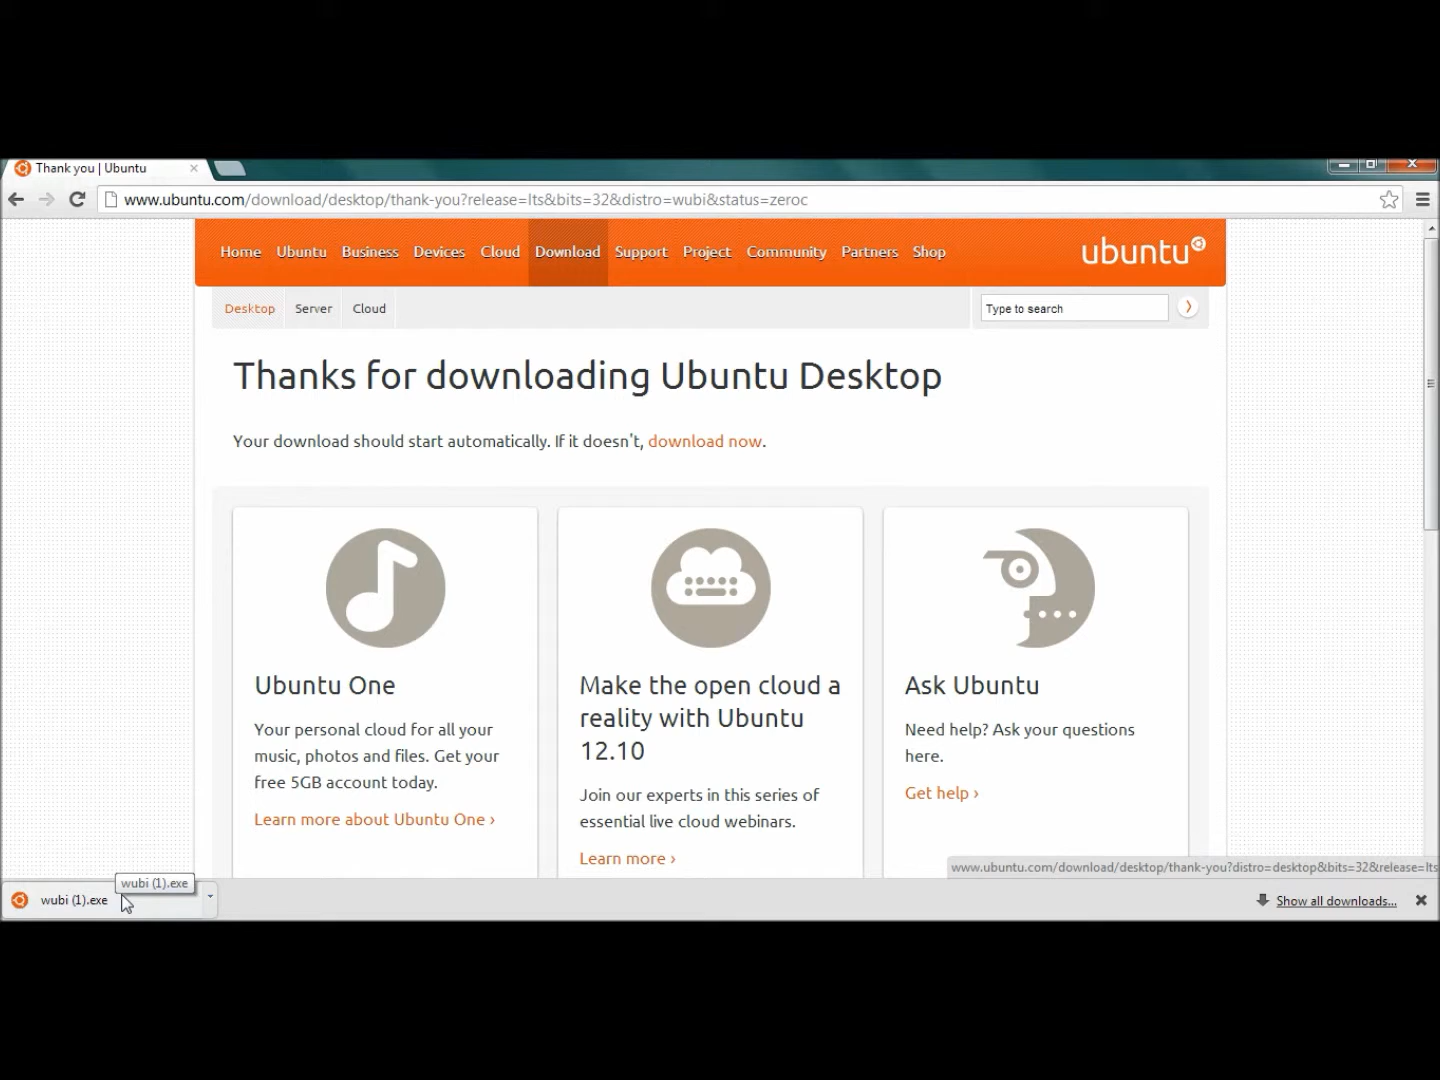 Thank you | Ubuntu
www.ubuntu.com/download/desktop/thank-you?release=lts&bits=32&distro=wubi&status=zeroc
Home Ubuntu Business Devices Cloud Download Support Project Community Partners Shop
ubuntu
Desktop Server Cloud
Type to search
Thanks for downloading Ubuntu Desktop
Your download should start automatically. If it doesn't, download now.
Ubuntu One
Your personal cloud for all your
music, photos and files. Get your
free 5GB account today.
Learn more about Ubuntu One ›
Make the open cloud a
reality with Ubuntu
12.10
Join our experts in this series of
essential live cloud webinars.
Learn more ›
Ask Ubuntu
Need help? Ask your questions
here.
Get help ›
www.ubuntu.com/download/desktop/thank-you?distro=desktop&bits=32&release=lts
wubi (1).exe
wubi (1).exe
Show all downloads...